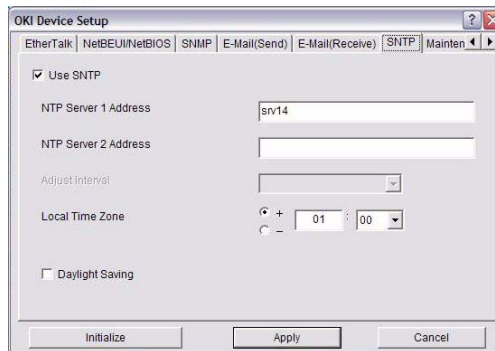 OKI Device Setup
EtherTalk NetBEUI/NetBIOS SNMP E-Mail(Send) E-Mail(Receive) SNTP Mainten
Use SNTP
NTP Server 1 Address srv14
NTP Server 2 Address
Adjust Interval
Local Time Zone + 01 : 00
−
Daylight Saving
Initialize Apply Cancel